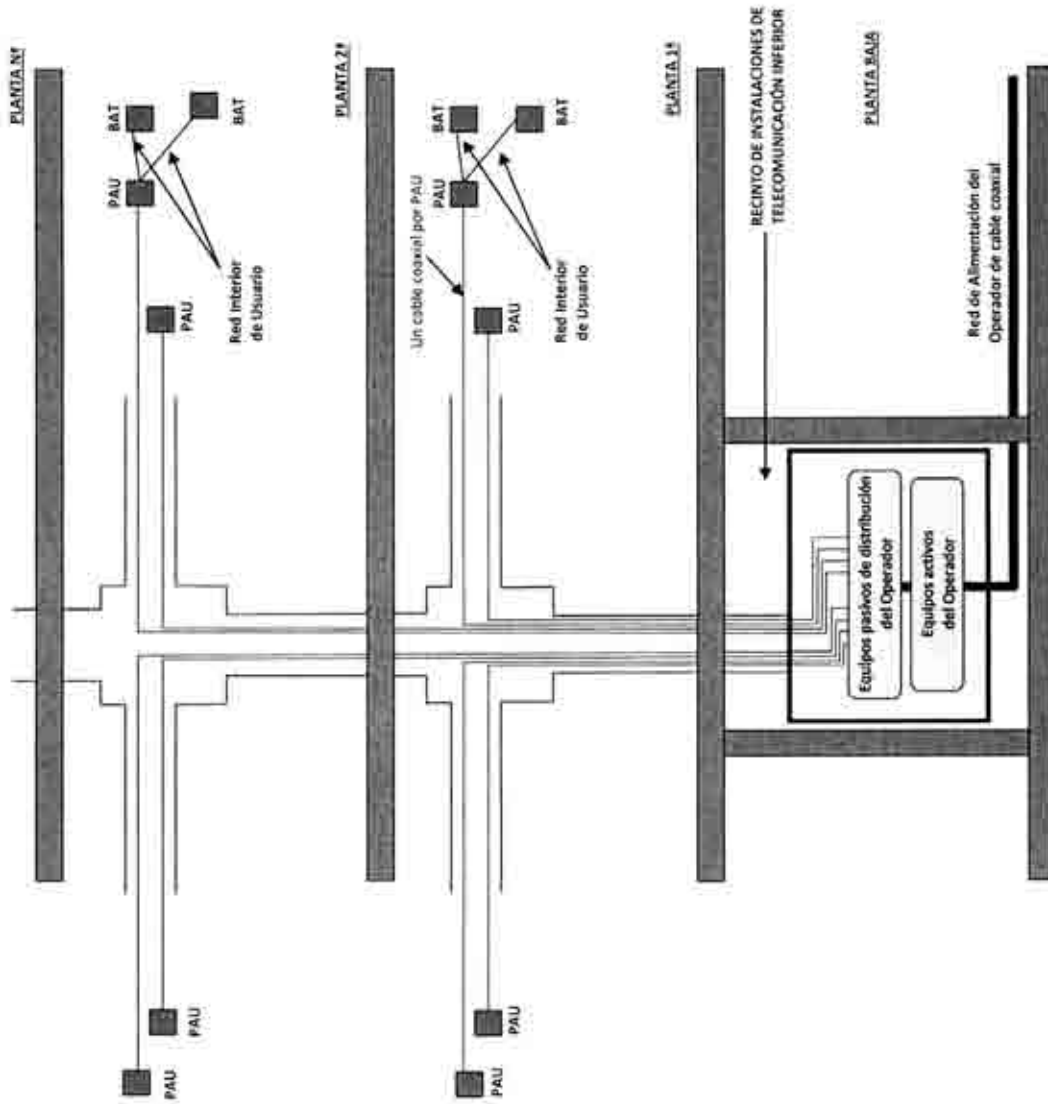 PLANTA Nª
BAT
BAT
PAU
PAU
PAU
PAU
Red Interior
de Usuario
PLANTA 2ª
BAT
BAT
PAU
PAU
PAU
PAU
Un cable coaxial por PAU
Red Interior
de Usuario
PLANTA 1ª
RECINTO DE INSTALACIONES DE
TELECOMUNICACIÓN INFERIOR
PLANTA BAJA
Equipos pasivos de distribución
del Operador
Equipos activos
del Operador
Red de Alimentación del
Operador de cable coaxial